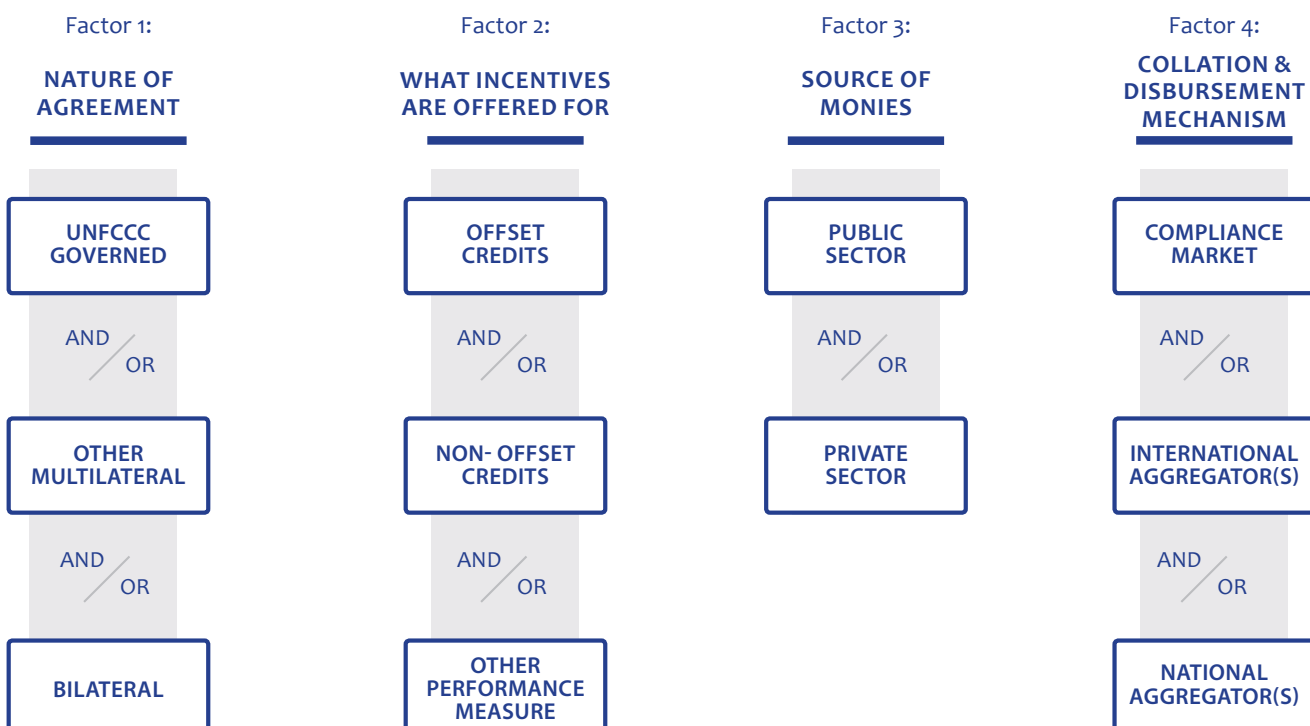 Factor 1:
NATURE OF
AGREEMENT
UNFCCC
GOVERNED
AND
OR
OTHER
MULTILATERAL
AND
OR
BILATERAL
Factor 2:
WHAT INCENTIVES
ARE OFFERED FOR
OFFSET
CREDITS
AND
OR
NON- OFFSET
CREDITS
AND
OR
OTHER
PERFORMANCE
MEASURE
Factor 3:
SOURCE OF
MONIES
PUBLIC
SECTOR
AND
OR
PRIVATE
SECTOR
Factor 4:
COLLATION &
DISBURSEMENT
MECHANISM
COMPLIANCE
MARKET
AND
OR
INTERNATIONAL
AGGREGATOR(S)
AND
OR
NATIONAL
AGGREGATOR(S)